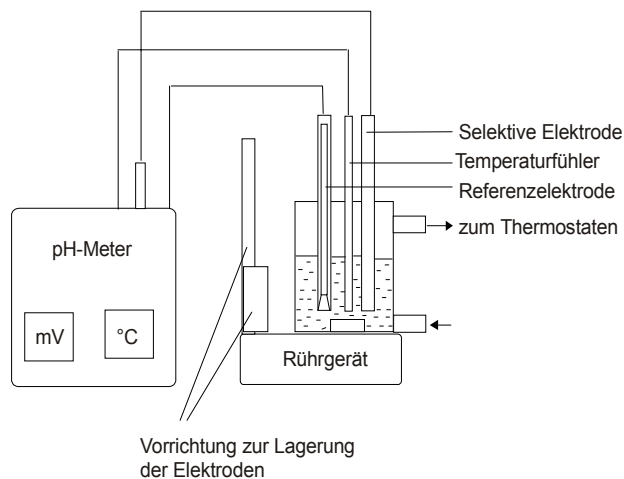 Selektive Elektrode
Temperaturfühler
Referenzelektrode
zum Thermostaten
pH-Meter
mV
°C
Rührgerät
Vorrichtung zur Lagerung
der Elektroden